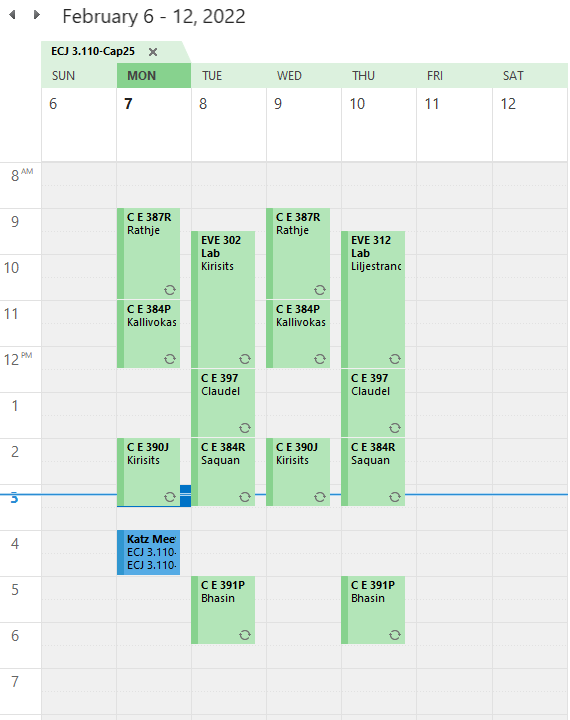 February 6 - 12, 2022
ECJ 3.110-Cap25
SUN MON TUE WED THU FRI SAT
6 7 8 9 10 11 12
8 AM
9
10
11
12 PM
1
2
3
4
5
6
7
C E 387R
Rathje
C E 384P
Kallivokas
C E 390J
Kirisits
Katz Mee
ECJ 3.110-
ECJ 3.110-
EVE 302
Lab
Kirisits
C E 397
Claudel
C E 384R
Saquan
C E 391P
Bhasin
C E 387R
Rathje
C E 384P
Kallivokas
C E 390J
Kirisits
EVE 312
Lab
Liljestrand
C E 397
Claudel
C E 384R
Saquan
C E 391P
Bhasin